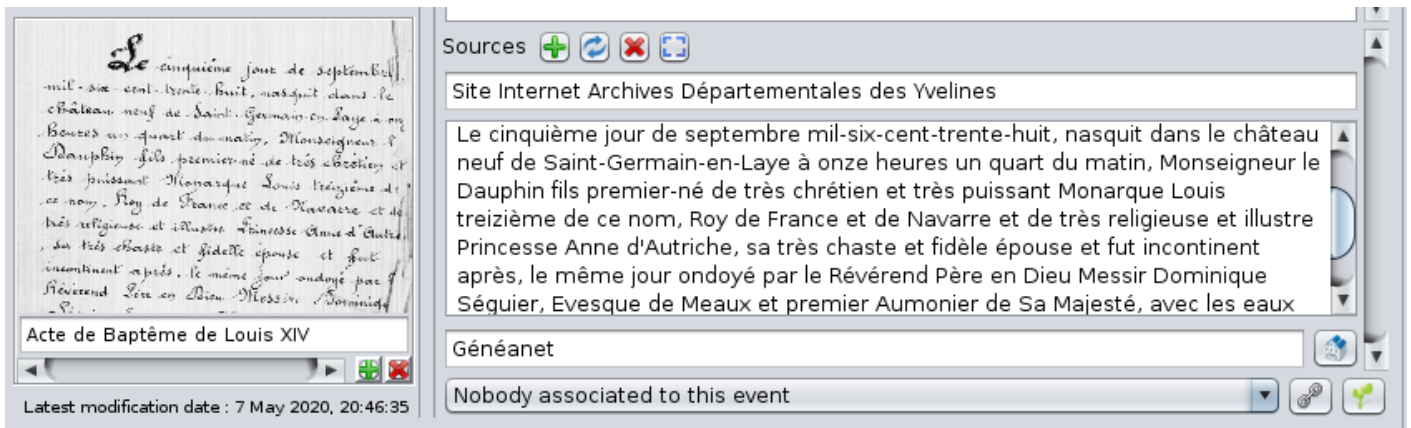 Le cinquième jour de septembre
mil-six-cent-trente-huit, nasquit dans le
château neuf de Saint-Germain-en-Laye à onz
heures un quart du matin, Monseigneur l
Dauphin fils premier-né de très chrétien et
très puissant Monarque Louis treizième de
ce nom, Roy de France et de Navarre et de
très religieuse et illustre Princesse Anne d'Autri
, sa très chaste et fidelle épouse et fut
incontinent après, le même jour ondoyé par l
Révérend Père en Dieu Messire Dominique
Acte de Baptême de Louis XIV
Latest modification date : 7 May 2020, 20:46:35
Sources
Site Internet Archives Départementales des Yvelines
Le cinquième jour de septembre mil-six-cent-trente-huit, nasquit dans le château
neuf de Saint-Germain-en-Laye à onze heures un quart du matin, Monseigneur le
Dauphin fils premier-né de très chrétien et très puissant Monarque Louis
treizième de ce nom, Roy de France et de Navarre et de très religieuse et illustre
Princesse Anne d'Autriche, sa très chaste et fidèle épouse et fut incontinent
après, le même jour ondoyé par le Révérend Père en Dieu Messir Dominique
Séguier, Evesque de Meaux et premier Aumonier de Sa Majesté, avec les eaux
Généanet
Nobody associated to this event